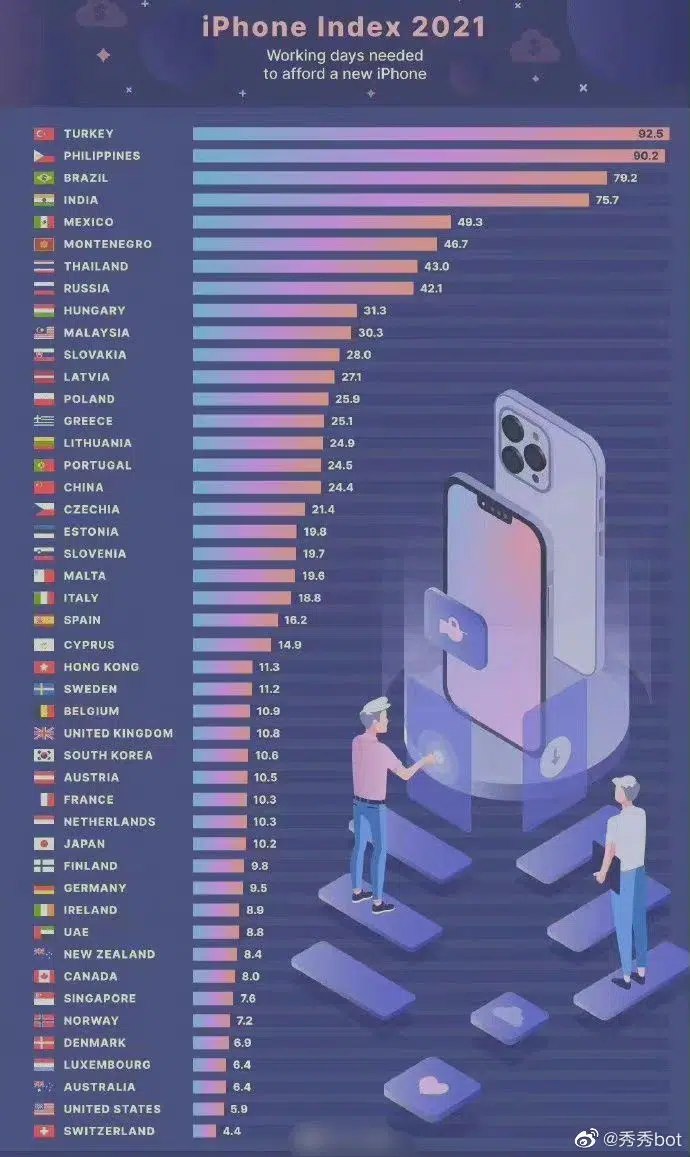 iPhone Index 2021
Working days needed
to afford a new iPhone
TURKEY 92.5
PHILIPPINES 90.2
BRAZIL 79.2
INDIA 75.7
MEXICO 49.3
MONTENEGRO 46.7
THAILAND 43.0
RUSSIA 42.1
HUNGARY 31.3
MALAYSIA 30.3
SLOVAKIA 28.0
LATVIA 27.1
POLAND 25.9
GREECE 25.1
LITHUANIA 24.9
PORTUGAL 24.5
CHINA 24.4
CZECHIA 21.4
ESTONIA 19.8
SLOVENIA 19.7
MALTA 19.6
ITALY 18.8
SPAIN 16.2
CYPRUS 14.9
HONG KONG 11.3
SWEDEN 11.2
BELGIUM 10.9
UNITED KINGDOM 10.8
SOUTH KOREA 10.6
AUSTRIA 10.5
FRANCE 10.3
NETHERLANDS 10.3
JAPAN 10.2
FINLAND 9.8
GERMANY 9.5
IRELAND 8.9
UAE 8.8
NEW ZEALAND 8.4
CANADA 8.0
SINGAPORE 7.6
NORWAY 7.2
DENMARK 6.9
LUXEMBOURG 6.4
AUSTRALIA 6.4
UNITED STATES 5.9
SWITZERLAND 4.4
@秀秀bot